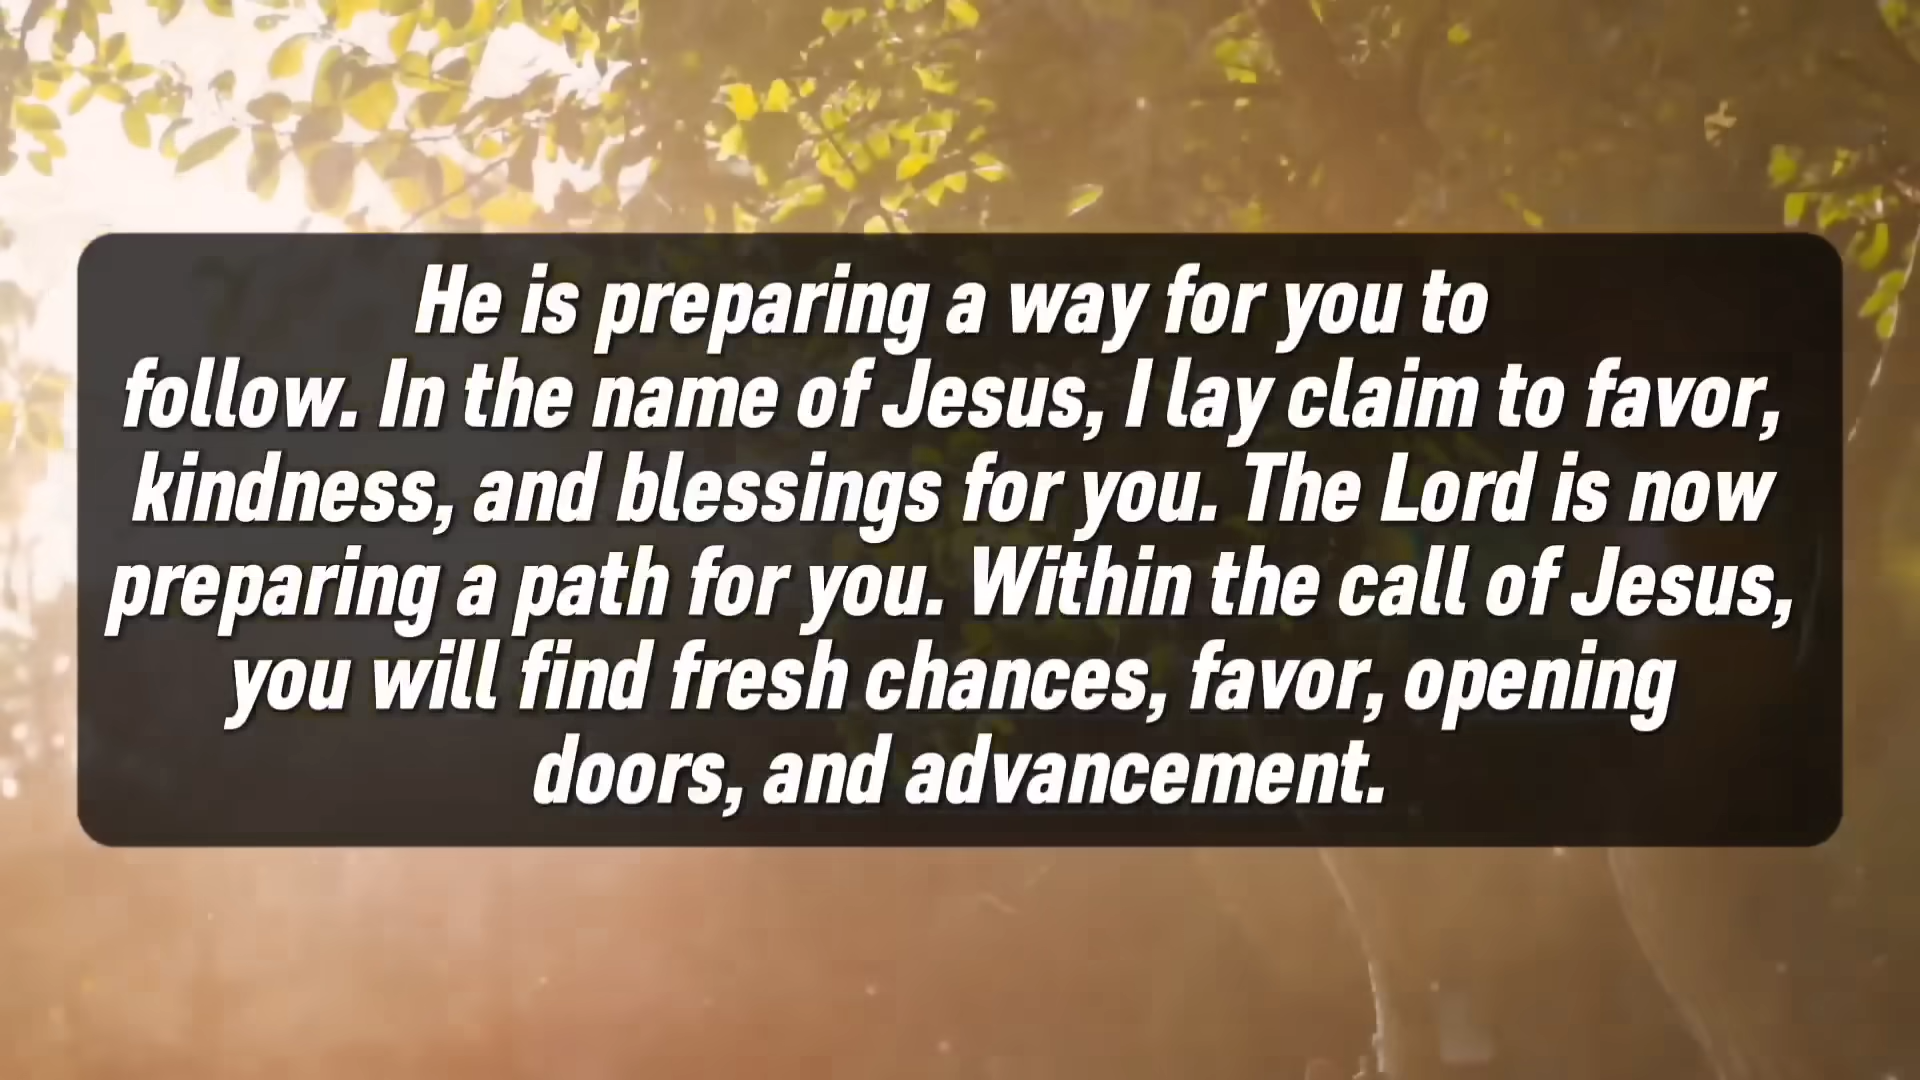 He is preparing a way for you to
follow. In the name of Jesus, I lay claim to favor,
kindness, and blessings for you. The Lord is now
preparing a path for you. Within the call of Jesus,
you will find fresh chances, favor, opening
doors, and advancement.